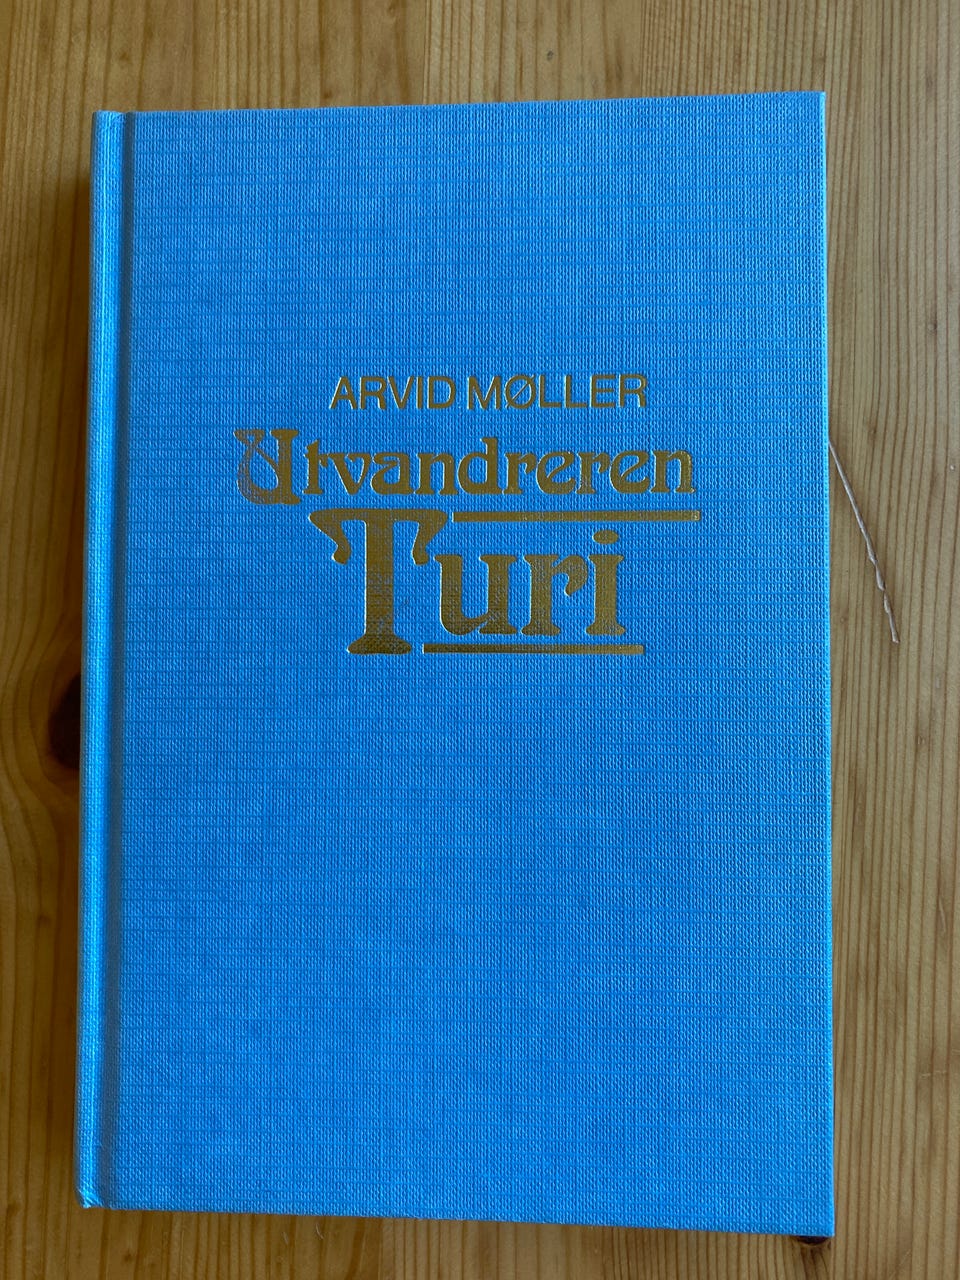 ARVID MØLLER
Utvandreren
Turi